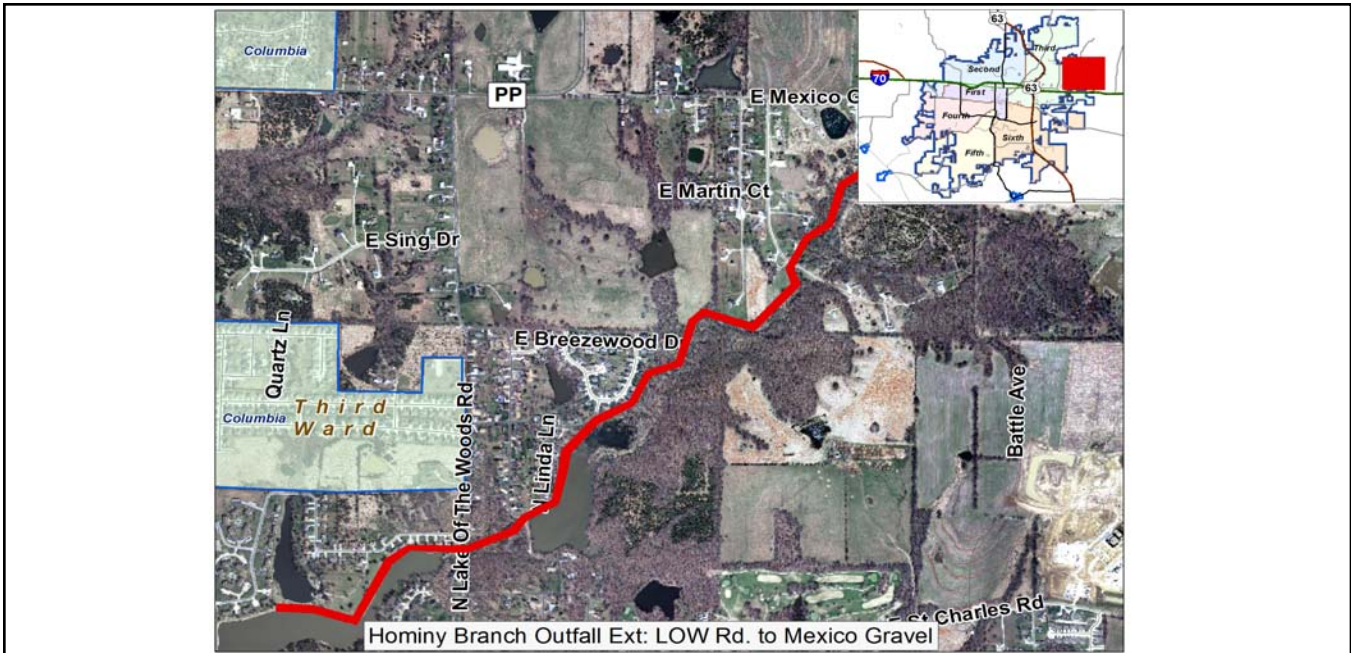 Columbia
PP
E Mexico G
E Martin Ct
E Sing Dr
E Breezewood Dr
Quartz Ln
Third
Ward
Columbia
N Lake Of The Woods Rd
N Linda Ln
Battle Ave
St Charles Rd
Hominy Branch Outfall Ext: LOW Rd. to Mexico Gravel
63
Third
Second
70
63
First
Fourth
Sixth
Fifth